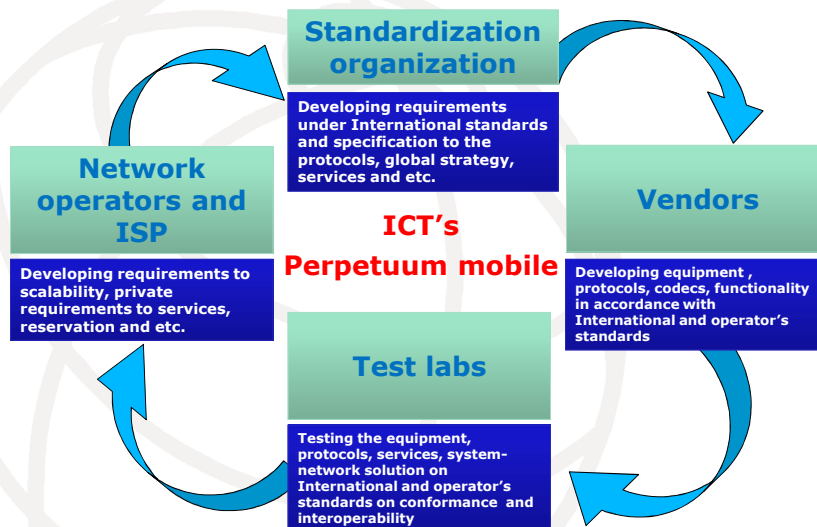 Standardization
organization
Developing requirements
under International standards
and specification to the
protocols, global strategy,
services and etc.
Network
operators and
ISP
Developing requirements to
scalability, private
requirements to services,
reservation and etc.
ICT’s
Perpetuum mobile
Vendors
Developing equipment ,
protocols, codecs, functionality
in accordance with
International and operator’s
standards
Test labs
Testing the equipment,
protocols, services, system-
network solution on
International and operator’s
standards on conformance and
interoperability